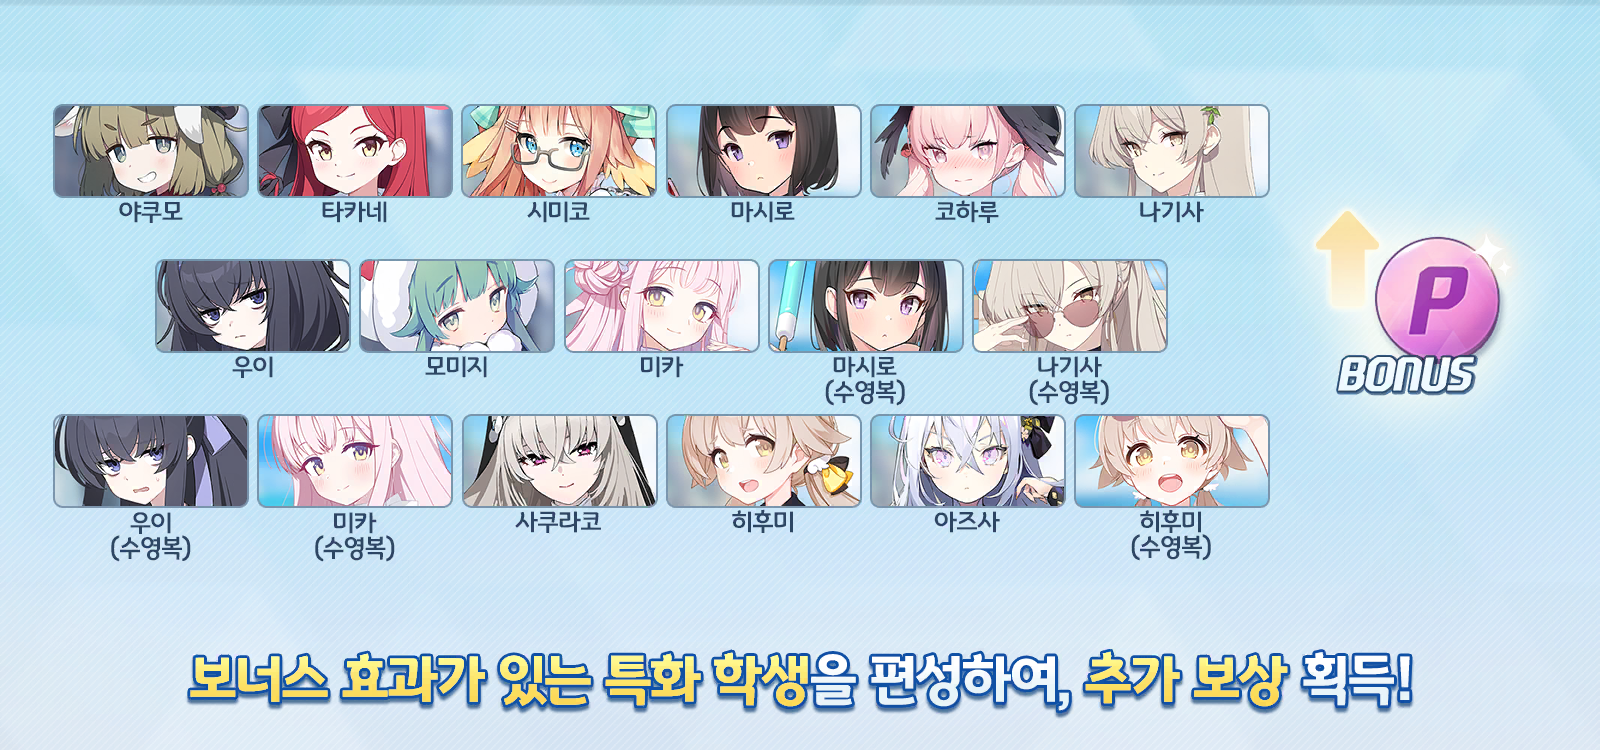 야쿠모 타카네 시미코 마시로 코하루 나기사
우이 모미지 미카 마시로 나기사
(수영복) (수영복)
우이 미카 사쿠라코 히후미 아즈사 히후미
(수영복) (수영복) (수영복)
P
BONUS
보너스 효과가 있는 특화 학생을 편성하여, 추가 보상 획득!